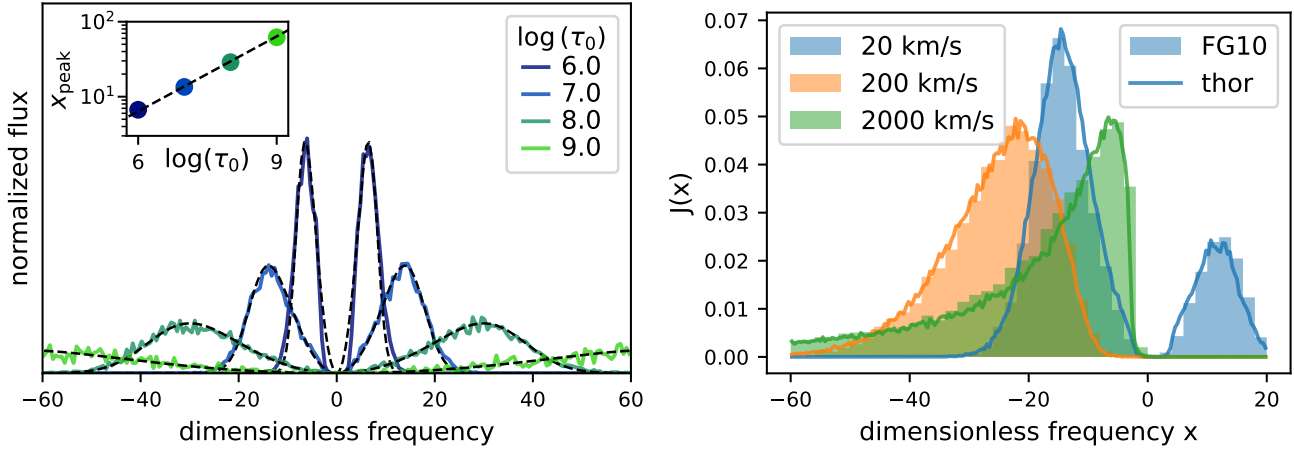 normalized flux
10²
10¹
x_peak
6
log(τ₀)
9
log(τ₀)
6.0
7.0
8.0
9.0
−60
−40
−20
0
20
40
60
dimensionless frequency
J(x)
0.07
0.06
0.05
0.04
0.03
0.02
0.01
0.00
20 km/s
200 km/s
2000 km/s
FG10
thor
−60
−40
−20
0
20
dimensionless frequency x